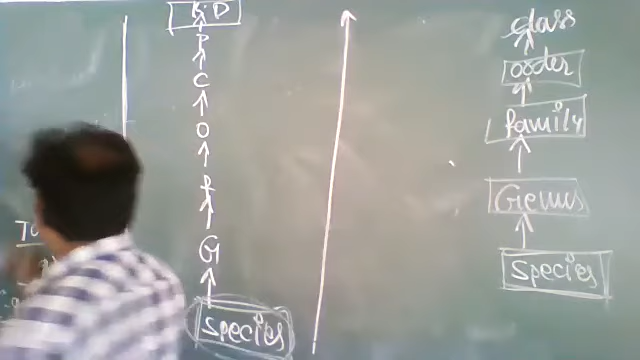 K.D
P
C
O
F
G
Species
class
order
family
Genus
Species